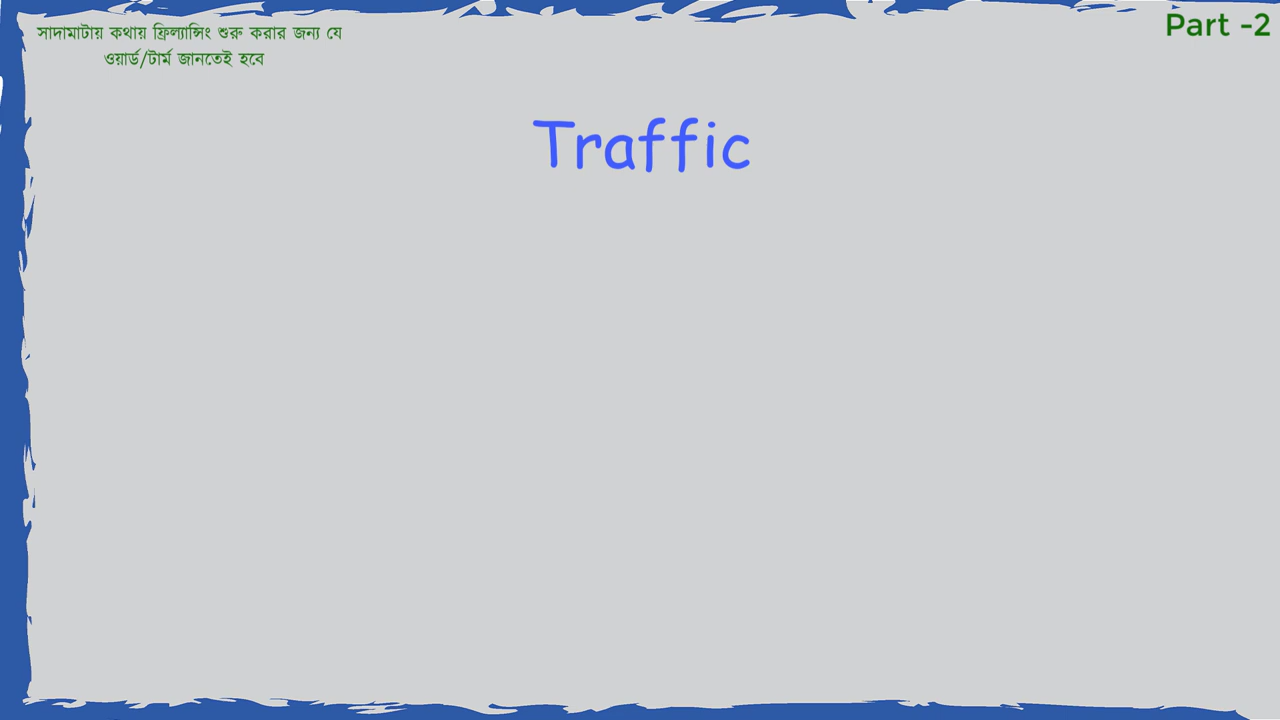 সাদামাটায় কথায় ফ্রিল্যান্সিং শুরু করার জন্য যে
ওয়ার্ড/টার্ম জানতেই হবে
Part -2
Traffic